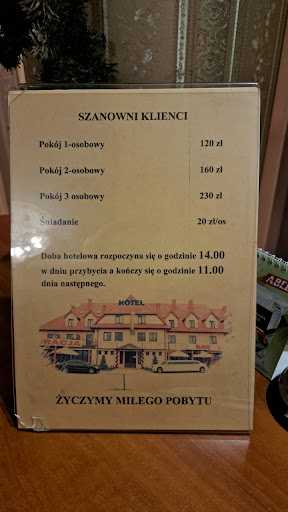 SZANOWNI KLIENCI
Pokój 1-osobowy 120 zł
Pokój 2-osobowy 160 zł
Pokój 3 osobowy 230 zł
Śniadanie 20 zł/os
Doba hotelowa rozpoczyna się o godzinie 14.00
w dniu przybycia a kończy się o godzinie 11.00
dnia następnego.
HOTEL
RACJA BAR
ŻYCZYMY MIŁEGO POBYTU